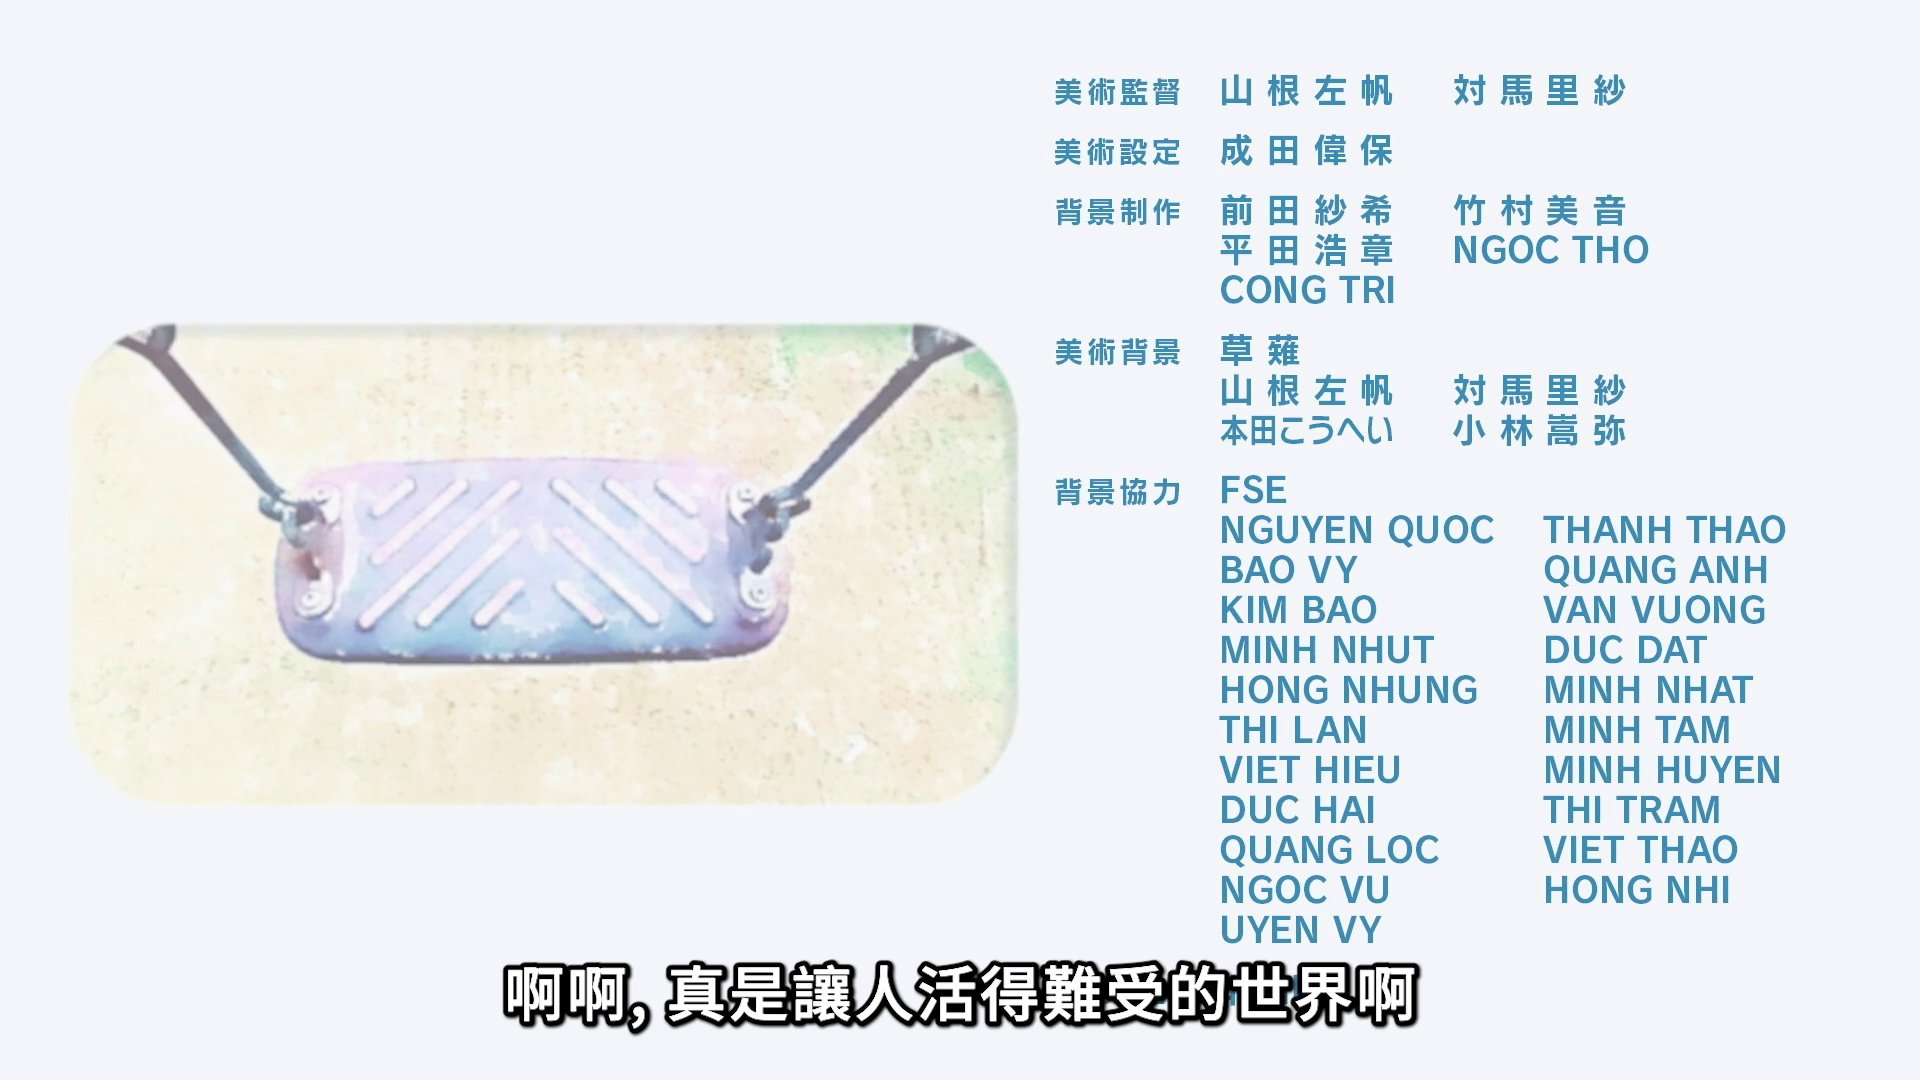 美術監督 山根左帆 対馬里紗
美術設定 成田偉保
背景制作 前田紗希 竹村美音
平田浩章 NGOC THO
CONG TRI
美術背景 草薙
山根左帆 対馬里紗
本田こうへい 小林嵩弥
背景協力 FSE
NGUYEN QUOC THANH THAO
BAO VY QUANG ANH
KIM BAO VAN VUONG
MINH NHUT DUC DAT
HONG NHUNG MINH NHAT
THI LAN MINH TAM
VIET HIEU MINH HUYEN
DUC HAI THI TRAM
QUANG LOC VIET THAO
NGOC VU HONG NHI
UYEN VY
啊啊, 真是讓人活得難受的世界啊